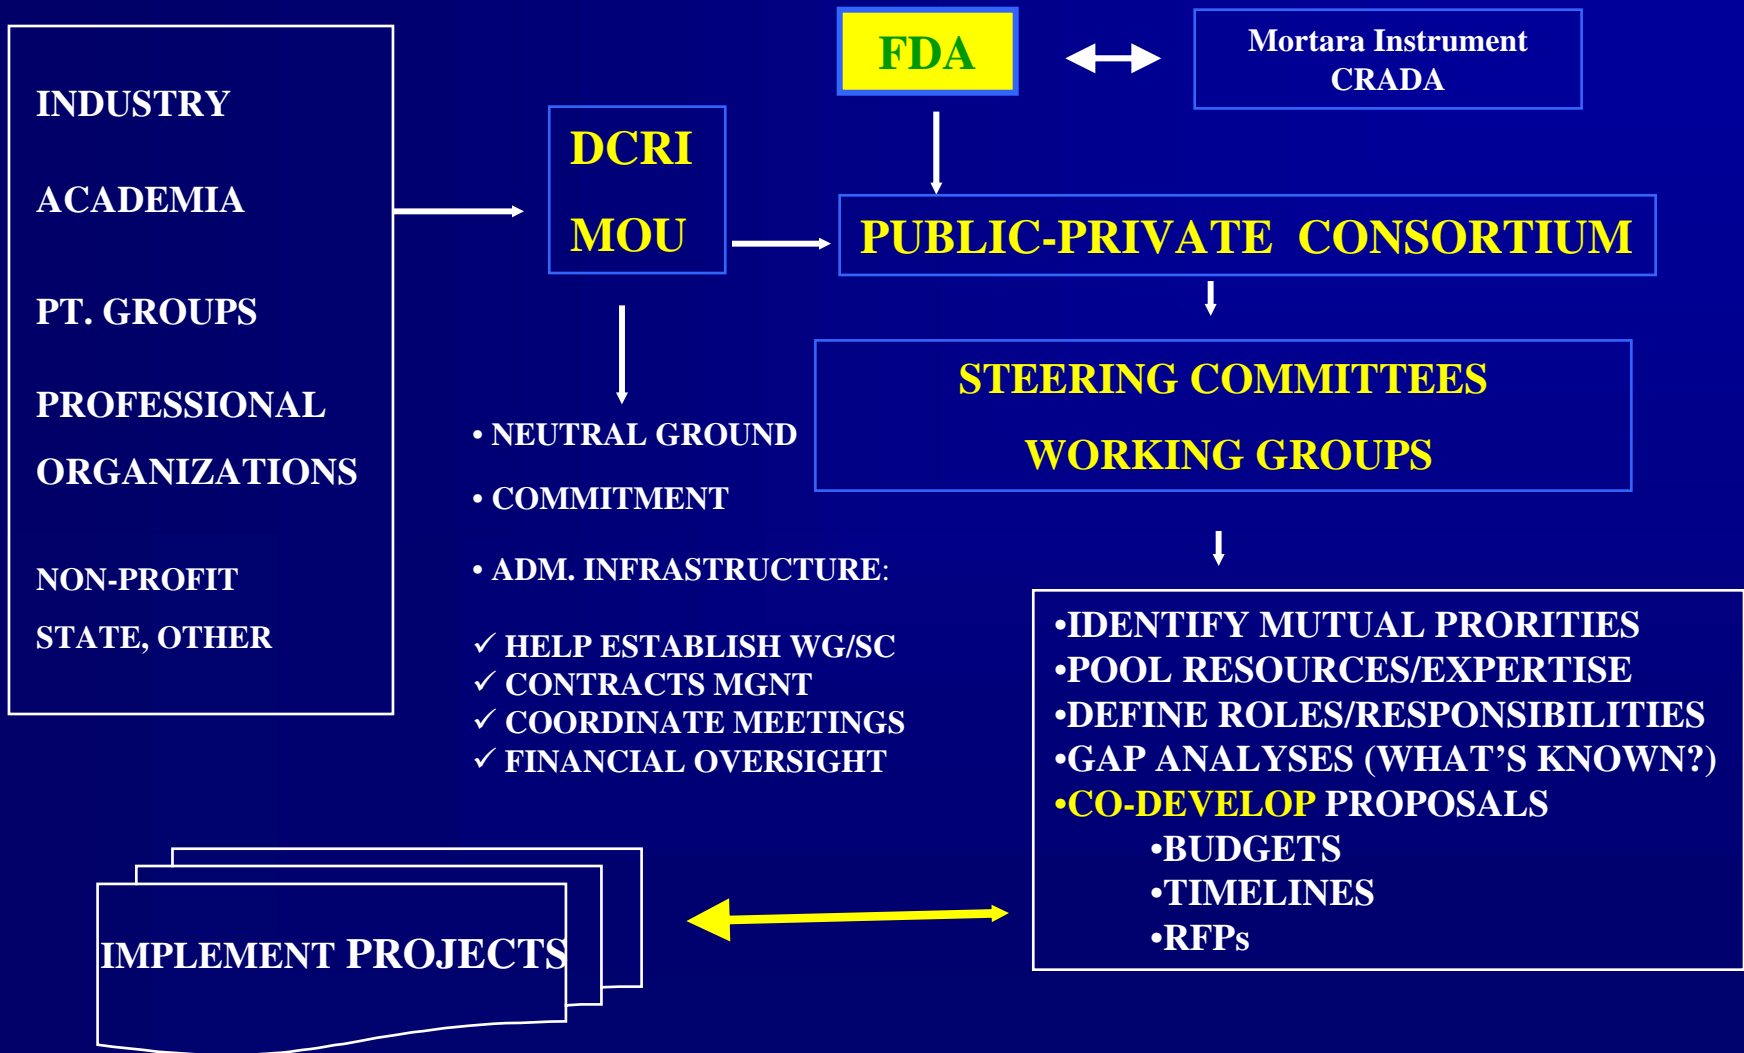 INDUSTRY
ACADEMIA
PT. GROUPS
PROFESSIONAL
ORGANIZATIONS
NON-PROFIT
STATE, OTHER
DCRI
MOU
FDA
Mortara Instrument
CRADA
PUBLIC-PRIVATE CONSORTIUM
STEERING COMMITTEES
WORKING GROUPS
• NEUTRAL GROUND
• COMMITMENT
• ADM. INFRASTRUCTURE:
✓ HELP ESTABLISH WG/SC
✓ CONTRACTS MGNT
✓ COORDINATE MEETINGS
✓ FINANCIAL OVERSIGHT
•IDENTIFY MUTUAL PRORITIES
•POOL RESOURCES/EXPERTISE
•DEFINE ROLES/RESPONSIBILITIES
•GAP ANALYSES (WHAT’S KNOWN?)
•CO-DEVELOP PROPOSALS
•BUDGETS
•TIMELINES
•RFPs
IMPLEMENT PROJECTS